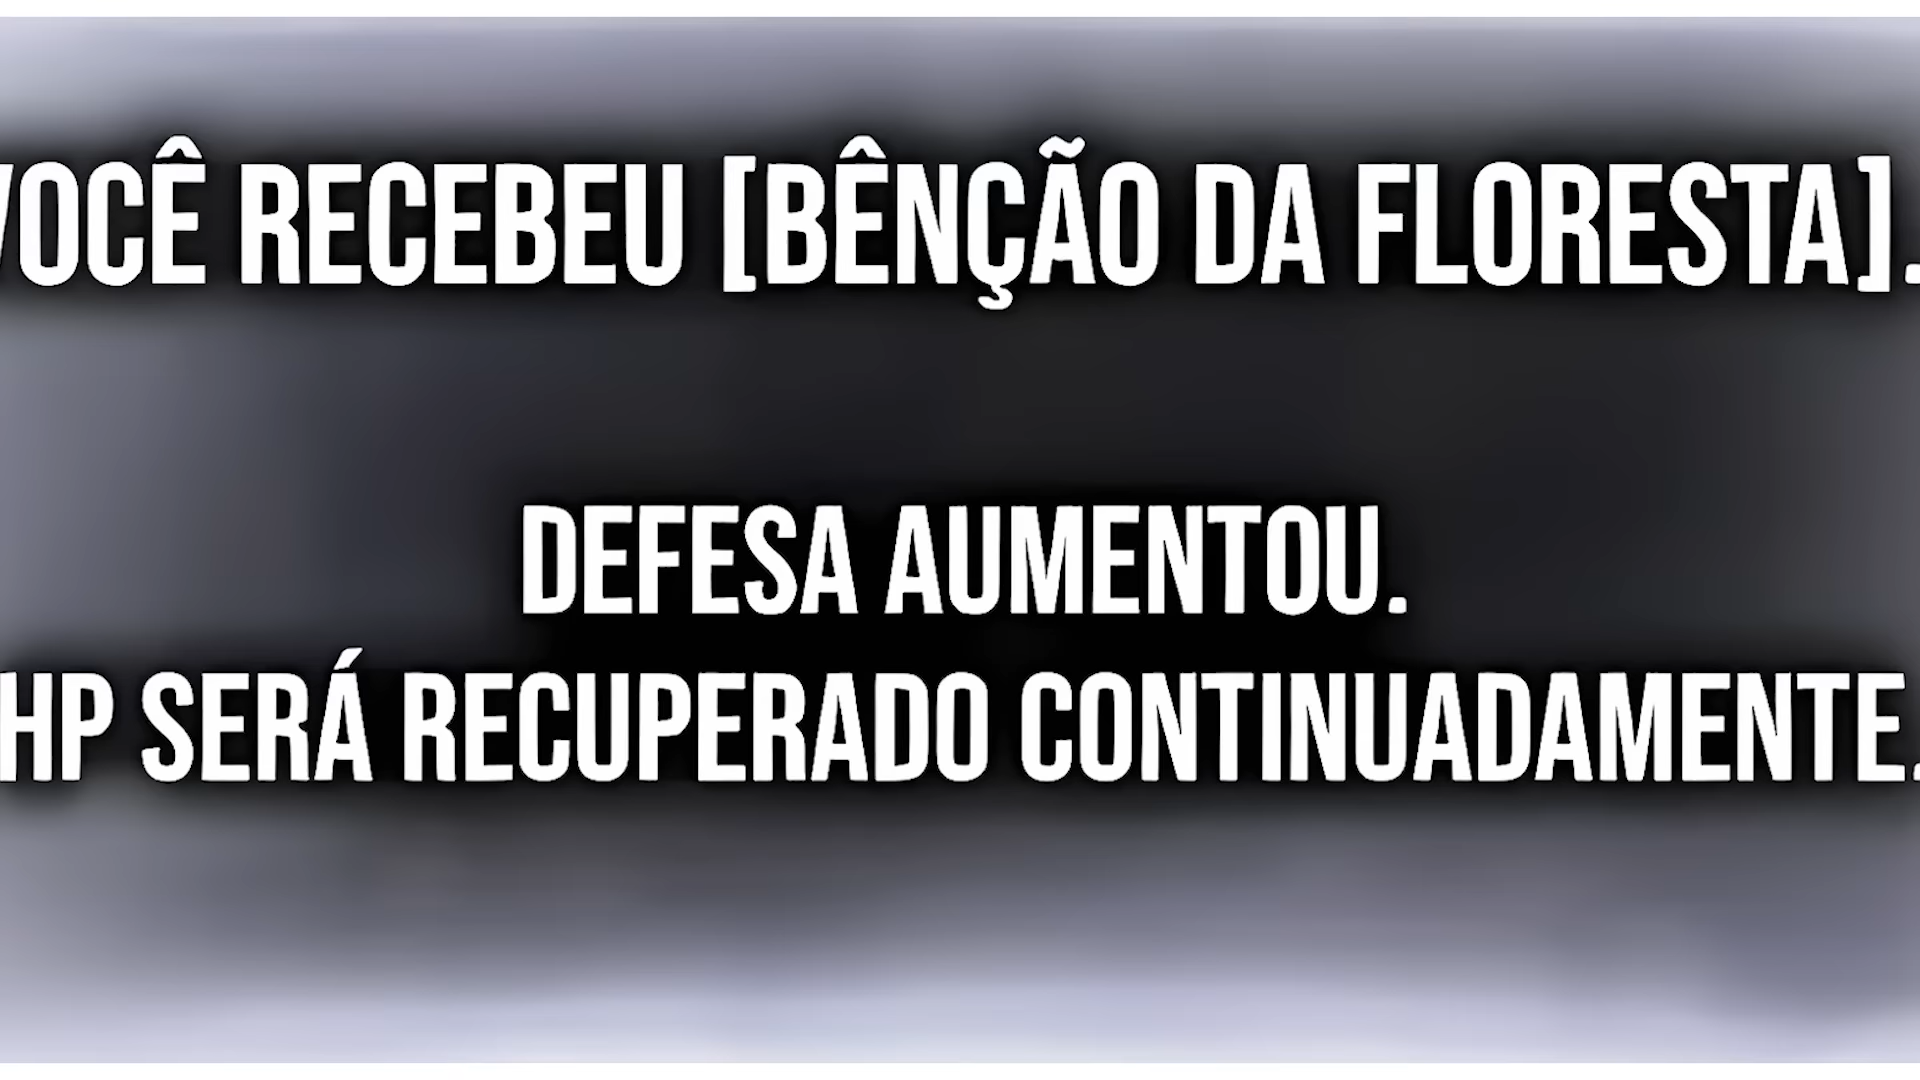 VOCÊ RECEBEU [BÊNÇÃO DA FLORESTA].
DEFESA AUMENTOU.
HP SERÁ RECUPERADO CONTINUADAMENTE.